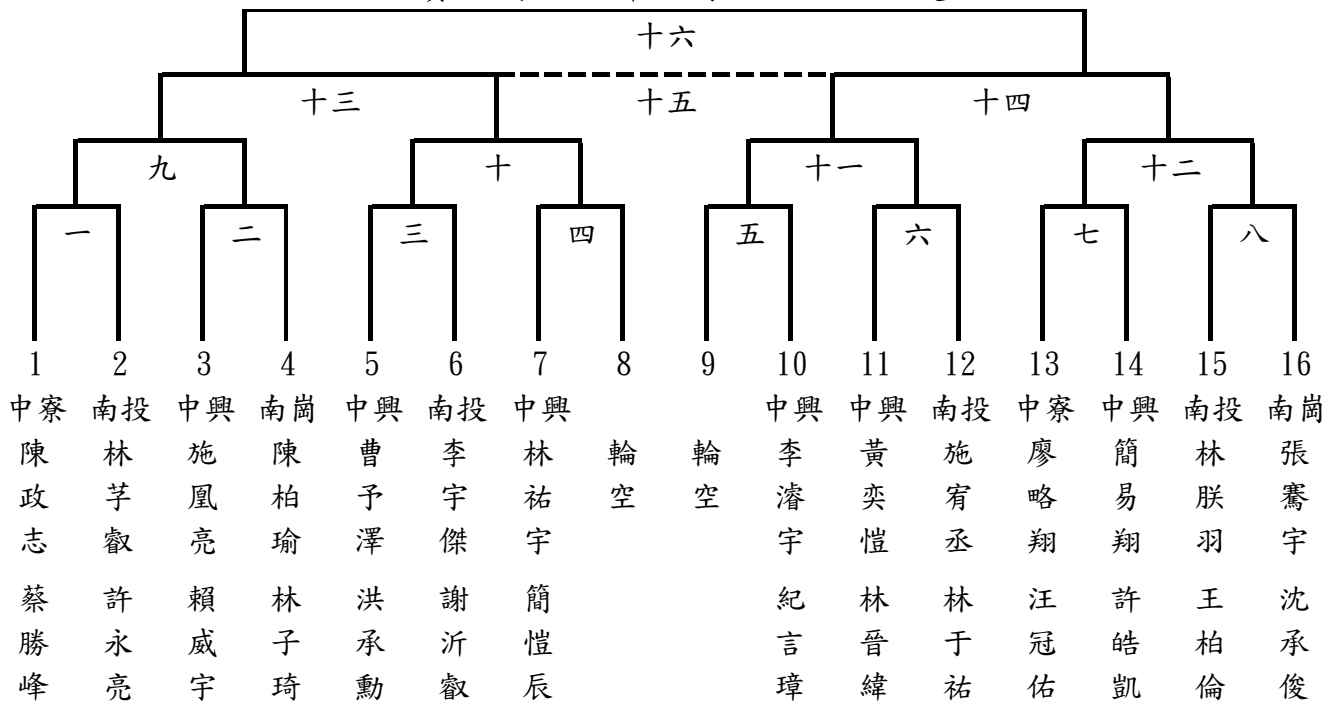 十六
十三 十五 十四
九 十 十一 十二
一 二 三 四 五 六 七 八
1 2 3 4 5 6 7 8 9 10 11 12 13 14 15 16
中寮 南投 中興 南崗 中興 南投 中興 中興 中興 南投 中寮 中興 南投 南崗
陳 林 施 陳 曹 李 林 輪 輪 李 黃 施 廖 簡 林 張
政 芓 凰 柏 予 宇 祐 空 空 濬 奕 宥 略 易 朕 騫
志 叡 亮 瑜 澤 傑 宇 宇 愷 丞 翔 翔 羽 宇
蔡 許 賴 林 洪 謝 簡 紀 林 林 汪 許 王 沈
勝 永 威 子 承 沂 愷 言 晉 于 冠 皓 柏 承
峰 亮 宇 琦 勳 叡 辰 璋 緯 祐 佑 凱 倫 俊